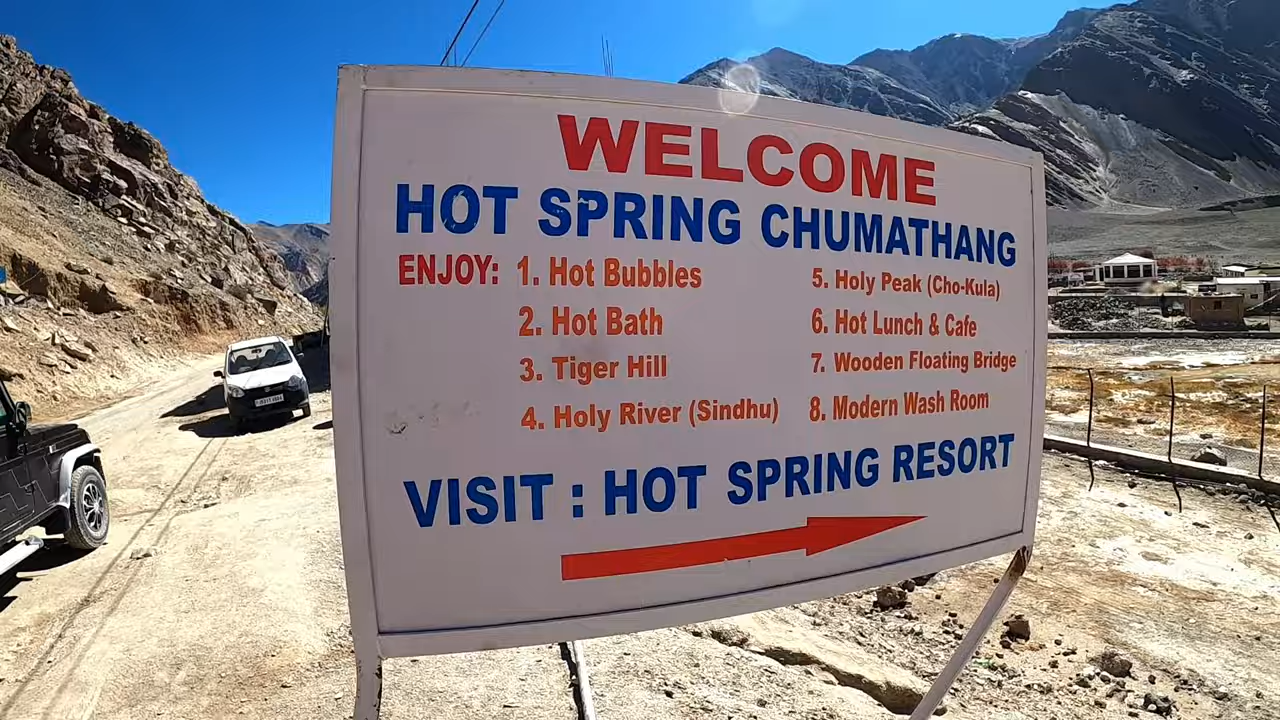 WELCOME
HOT SPRING CHUMATHANG
ENJOY: 1. Hot Bubbles
2. Hot Bath
3. Tiger Hill
4. Holy River (Sindhu)
5. Holy Peak (Cho-Kula)
6. Hot Lunch & Cafe
7. Wooden Floating Bridge
8. Modern Wash Room
VISIT : HOT SPRING RESORT